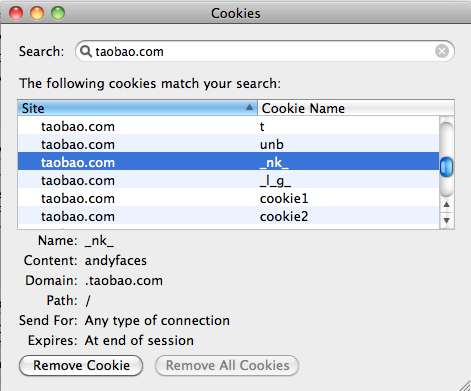 Cookies
Search: taobao.com
The following cookies match your search:
Site Cookie Name
taobao.com t
taobao.com unb
taobao.com _nk_
taobao.com _l_g_
taobao.com cookie1
taobao.com cookie2
Name: _nk_
Content: andyfaces
Domain: .taobao.com
Path: /
Send For: Any type of connection
Expires: At end of session
Remove Cookie Remove All Cookies